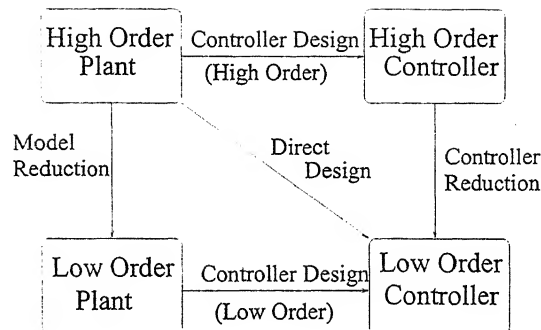 High Order
Plant
Controller Design
(High Order)
High Order
Controller
Model
Reduction
Direct
Design
Controller
Reduction
Low Order
Plant
Controller Design
(Low Order)
Low Order
Controller